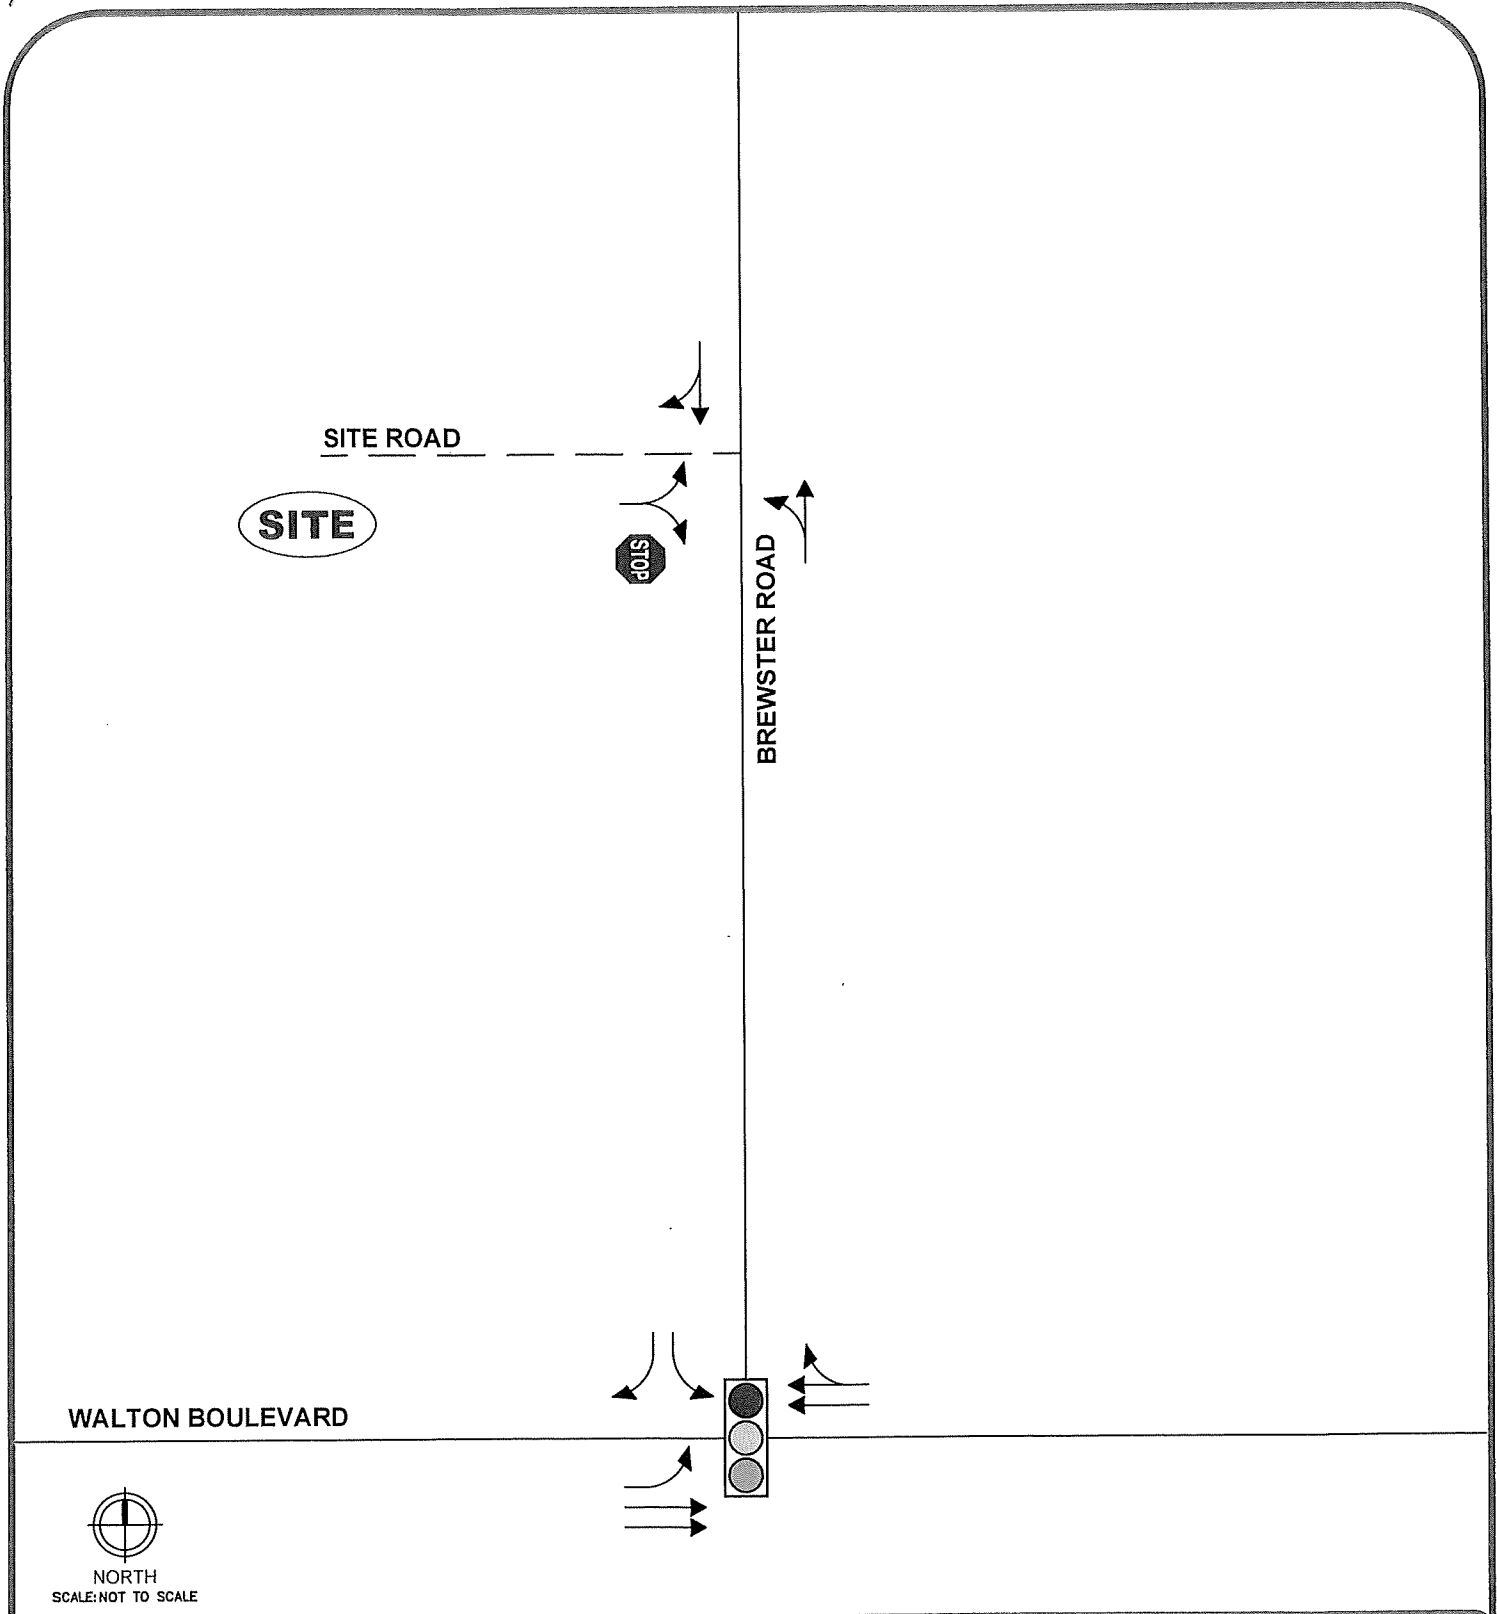 SITE ROAD
SITE
STOP
BREWSTER ROAD
WALTON BOULEVARD
NORTH
SCALE: NOT TO SCALE